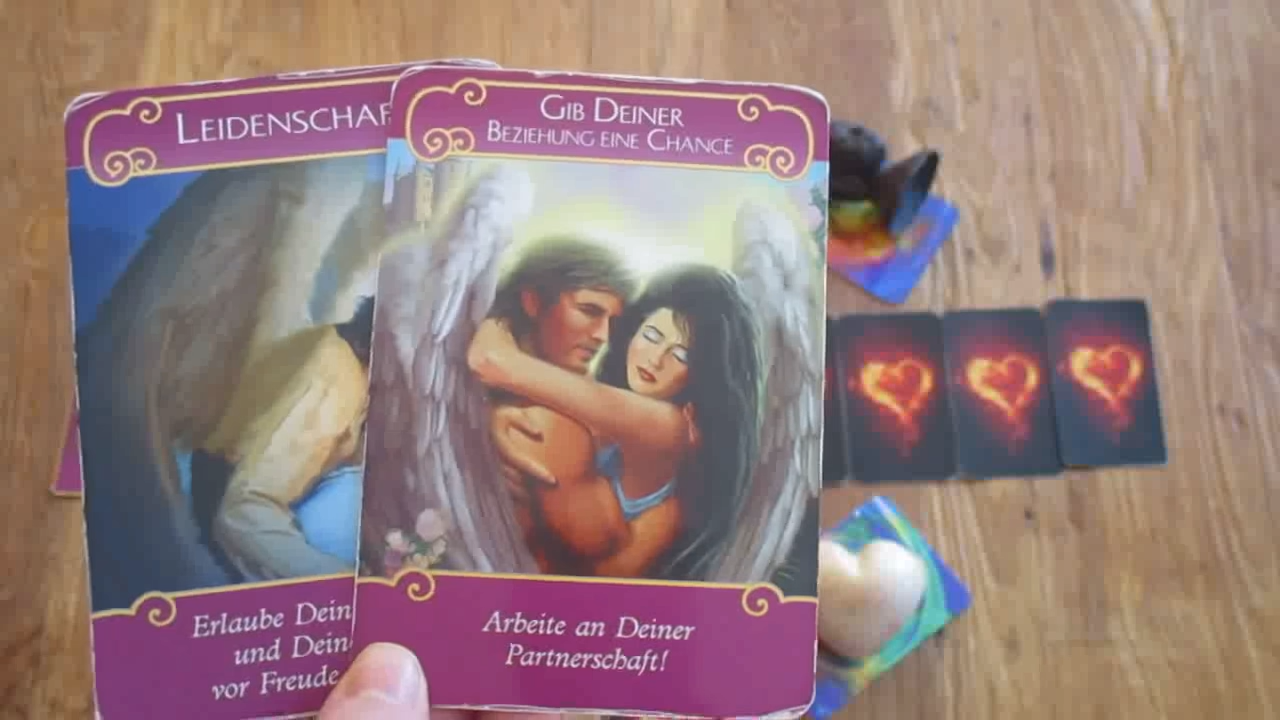 LEIDENSCHAF
Erlaube Dein
und Dein
vor Freude
GIB DEINER
BEZIEHUNG EINE CHANCE
Arbeite an Deiner
Partnerschaft!